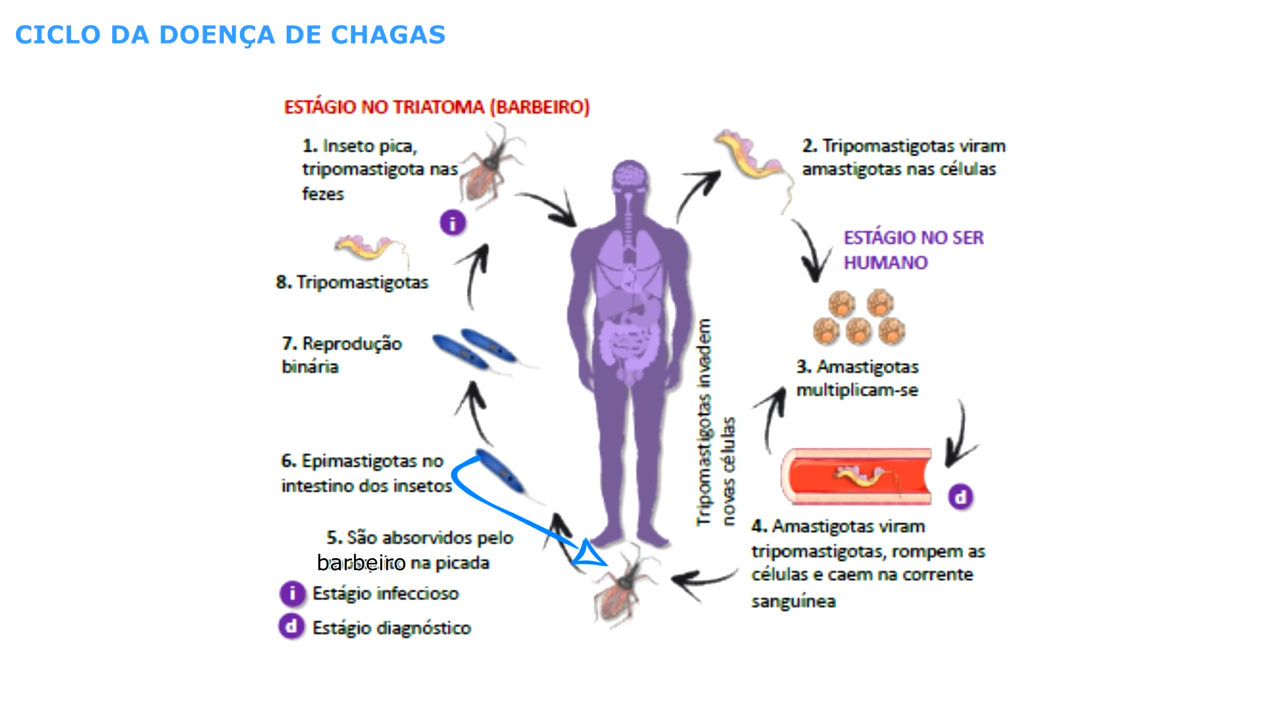 CICLO DA DOENÇA DE CHAGAS
ESTÁGIO NO TRIATOMA (BARBEIRO)
1. Inseto pica,
tripomastigota nas
fezes
i
2. Tripomastigotas viram
amastigotas nas células
ESTÁGIO NO SER
HUMANO
8. Tripomastigotas
7. Reprodução
binária
3. Amastigotas
multiplicam-se
Tripomastigotas invadem
novas células
6. Epimastigotas no
intestino dos insetos
d
4. Amastigotas viram
tripomastigotas, rompem as
células e caem na corrente
sanguínea
5. São absorvidos pelo
barbeiro na picada
i Estágio infeccioso
d Estágio diagnóstico